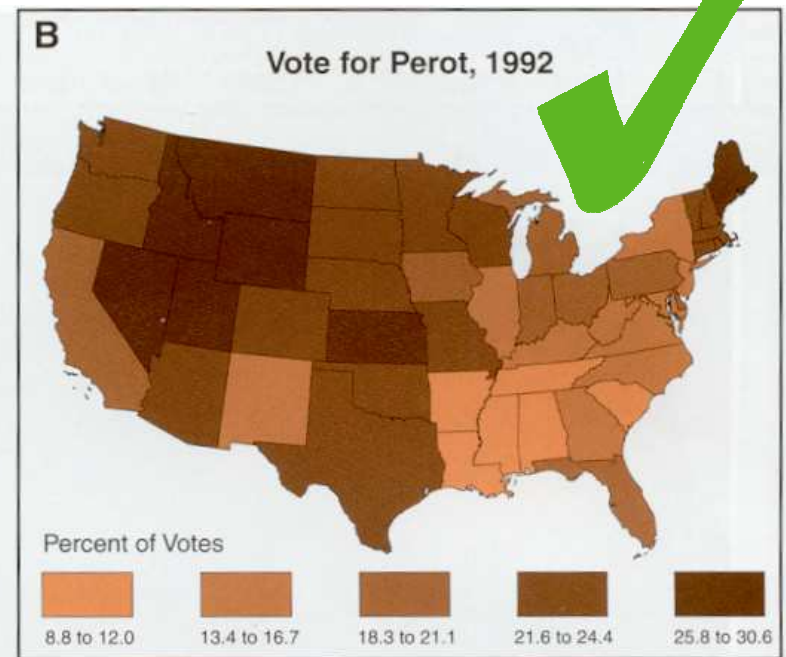 B
Vote for Perot, 1992
Percent of Votes
8.8 to 12.0
13.4 to 16.7
18.3 to 21.1
21.6 to 24.4
25.8 to 30.6